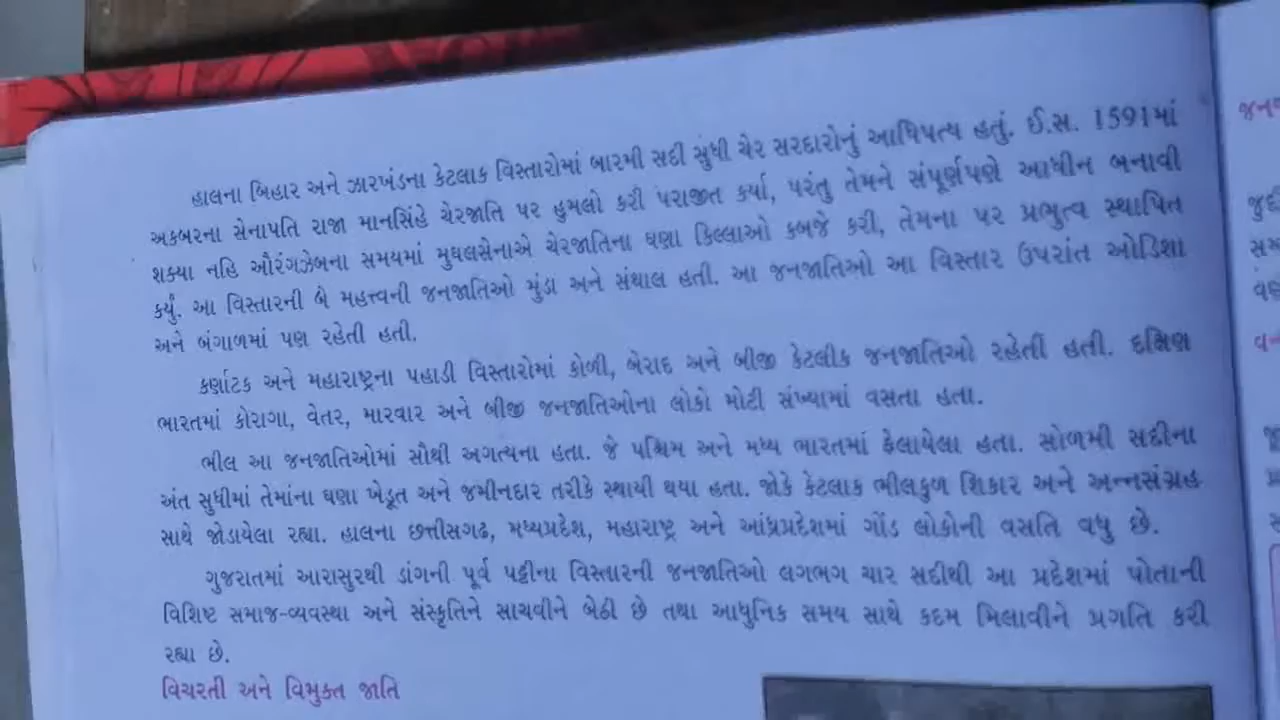 હાલના બિહાર અને ઝારખંડના કેટલાક વિસ્તારોમાં બારમી સદી સુંધી ચેર સરદારોનું આધિપત્ય હતું. ઈ.સ. 1591માં
અકબરના સેનાપતિ રાજા માનસિંહે ચેરજાતિ પર હુમલો કરી પરાજીત કર્યા, પરંતુ તેમને સંપૂર્ણપણે આધીન બનાવી
શક્યા નહિ ઔરંગઝેબના સમયમાં મુઘલસેનાએ ચેરજાતિના ઘણા કિલ્લાઓ કબજે કરી, તેમના પર પ્રભુત્વ સ્થાપિત
કર્યું. આ વિસ્તારની બે મહત્ત્વની જનજાતિઓ મુંડા અને સંથાલ હતી. આ જનજાતિઓ આ વિસ્તાર ઉપરાંત ઓડિશા
અને બંગાળમાં પણ રહેતી હતી.
કર્ણાટક અને મહારાષ્ટ્રના પહાડી વિસ્તારોમાં કોળી, બેરાદ અને બીજી કેટલીક જનજાતિઓ રહેતી હતી. દક્ષિણ
ભારતમાં કોરાગા, વેતર, મારવાર અને બીજી જનજાતિઓના લોકો મોટી સંખ્યામાં વસતા હતા.
ભીલ આ જનજાતિઓમાં સૌથી અગત્યના હતા. જે પશ્ચિમ અને મધ્ય ભારતમાં ફેલાયેલા હતા. સોળમી સદીના
અંત સુધીમાં તેમાંના ઘણા ખેડૂત અને જમીનદાર તરીકે સ્થાયી થયા હતા. જોકે કેટલાક ભીલકુળ શિકાર અને અન્નસંગ્રહ
સાથે જોડાયેલા રહ્યા. હાલના છત્તીસગઢ, મધ્યપ્રદેશ, મહારાષ્ટ્ર અને આંધ્રપ્રદેશમાં ગોંડ લોકોની વસતિ વધુ છે.
ગુજરાતમાં આરાસુરથી ડાંગની પૂર્વ પટ્ટીના વિસ્તારની જનજાતિઓ લગભગ ચાર સદીથી આ પ્રદેશમાં પોતાની
વિશિષ્ટ સમાજ-વ્યવસ્થા અને સંસ્કૃતિને સાચવીને બેઠી છે તથા આધુનિક સમય સાથે કદમ મિલાવીને પ્રગતિ કરી
રહ્યા છે.
વિચરતી અને વિમુક્ત જાતિ